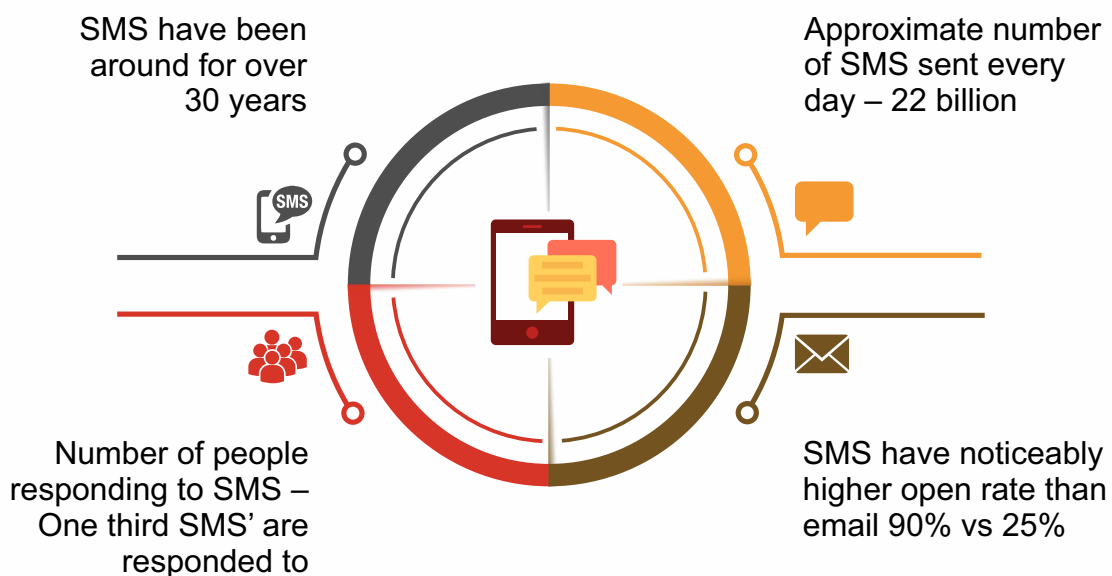 SMS have been
around for over
30 years
SMS
Approximate number
of SMS sent every
day – 22 billion
Number of people
responding to SMS –
One third SMS’ are
responded to
SMS have noticeably
higher open rate than
email 90% vs 25%